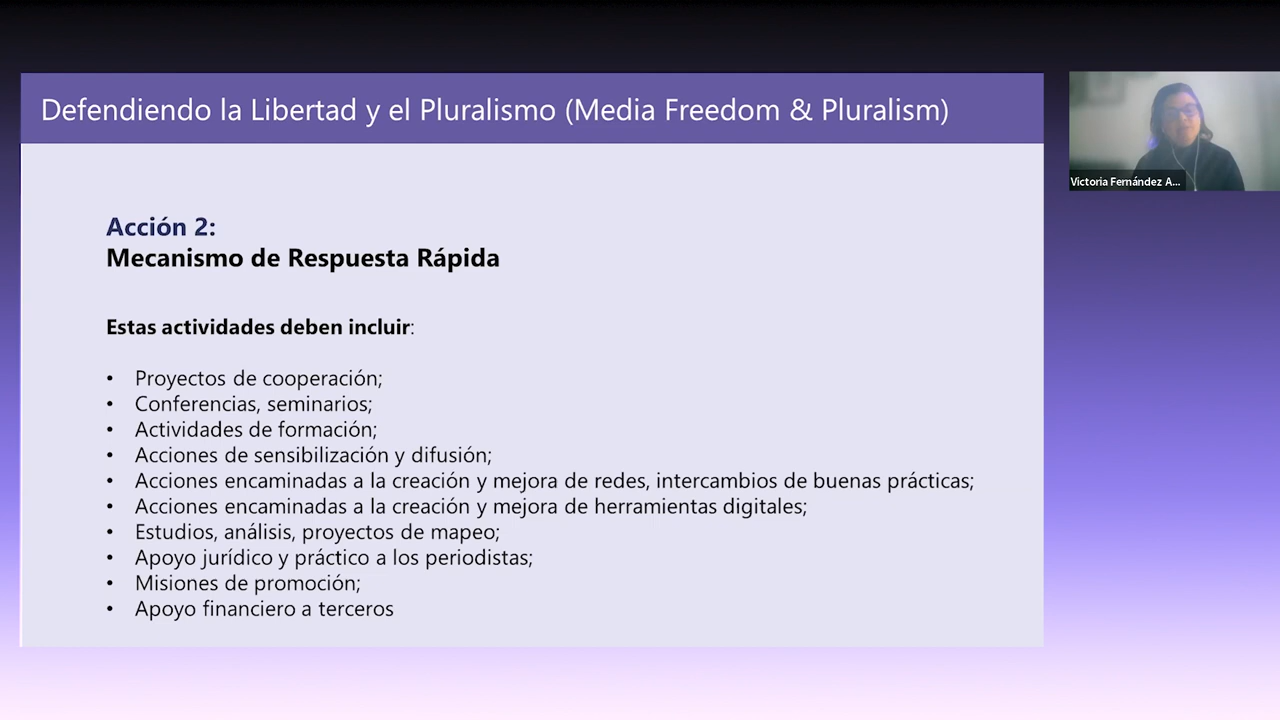 Defendiendo la Libertad y el Pluralismo (Media Freedom & Pluralism)
Victoria Fernández A...
Acción 2:
Mecanismo de Respuesta Rápida
Estas actividades deben incluir:
• Proyectos de cooperación;
• Conferencias, seminarios;
• Actividades de formación;
• Acciones de sensibilización y difusión;
• Acciones encaminadas a la creación y mejora de redes, intercambios de buenas prácticas;
• Acciones encaminadas a la creación y mejora de herramientas digitales;
• Estudios, análisis, proyectos de mapeo;
• Apoyo jurídico y práctico a los periodistas;
• Misiones de promoción;
• Apoyo financiero a terceros